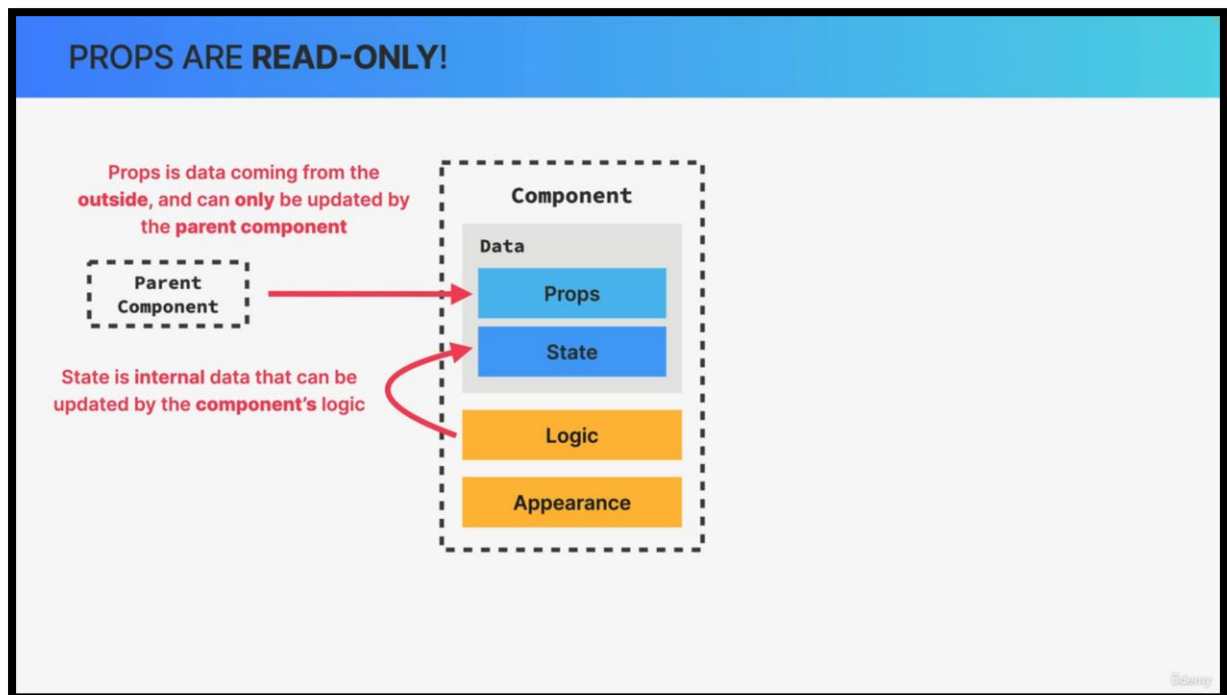 PROPS ARE READ-ONLY!
Props is data coming from the
outside, and can only be updated by
the parent component
Parent
Component
State is internal data that can be
updated by the component's logic
Component
Data
Props
State
Logic
Appearance
ûdemy